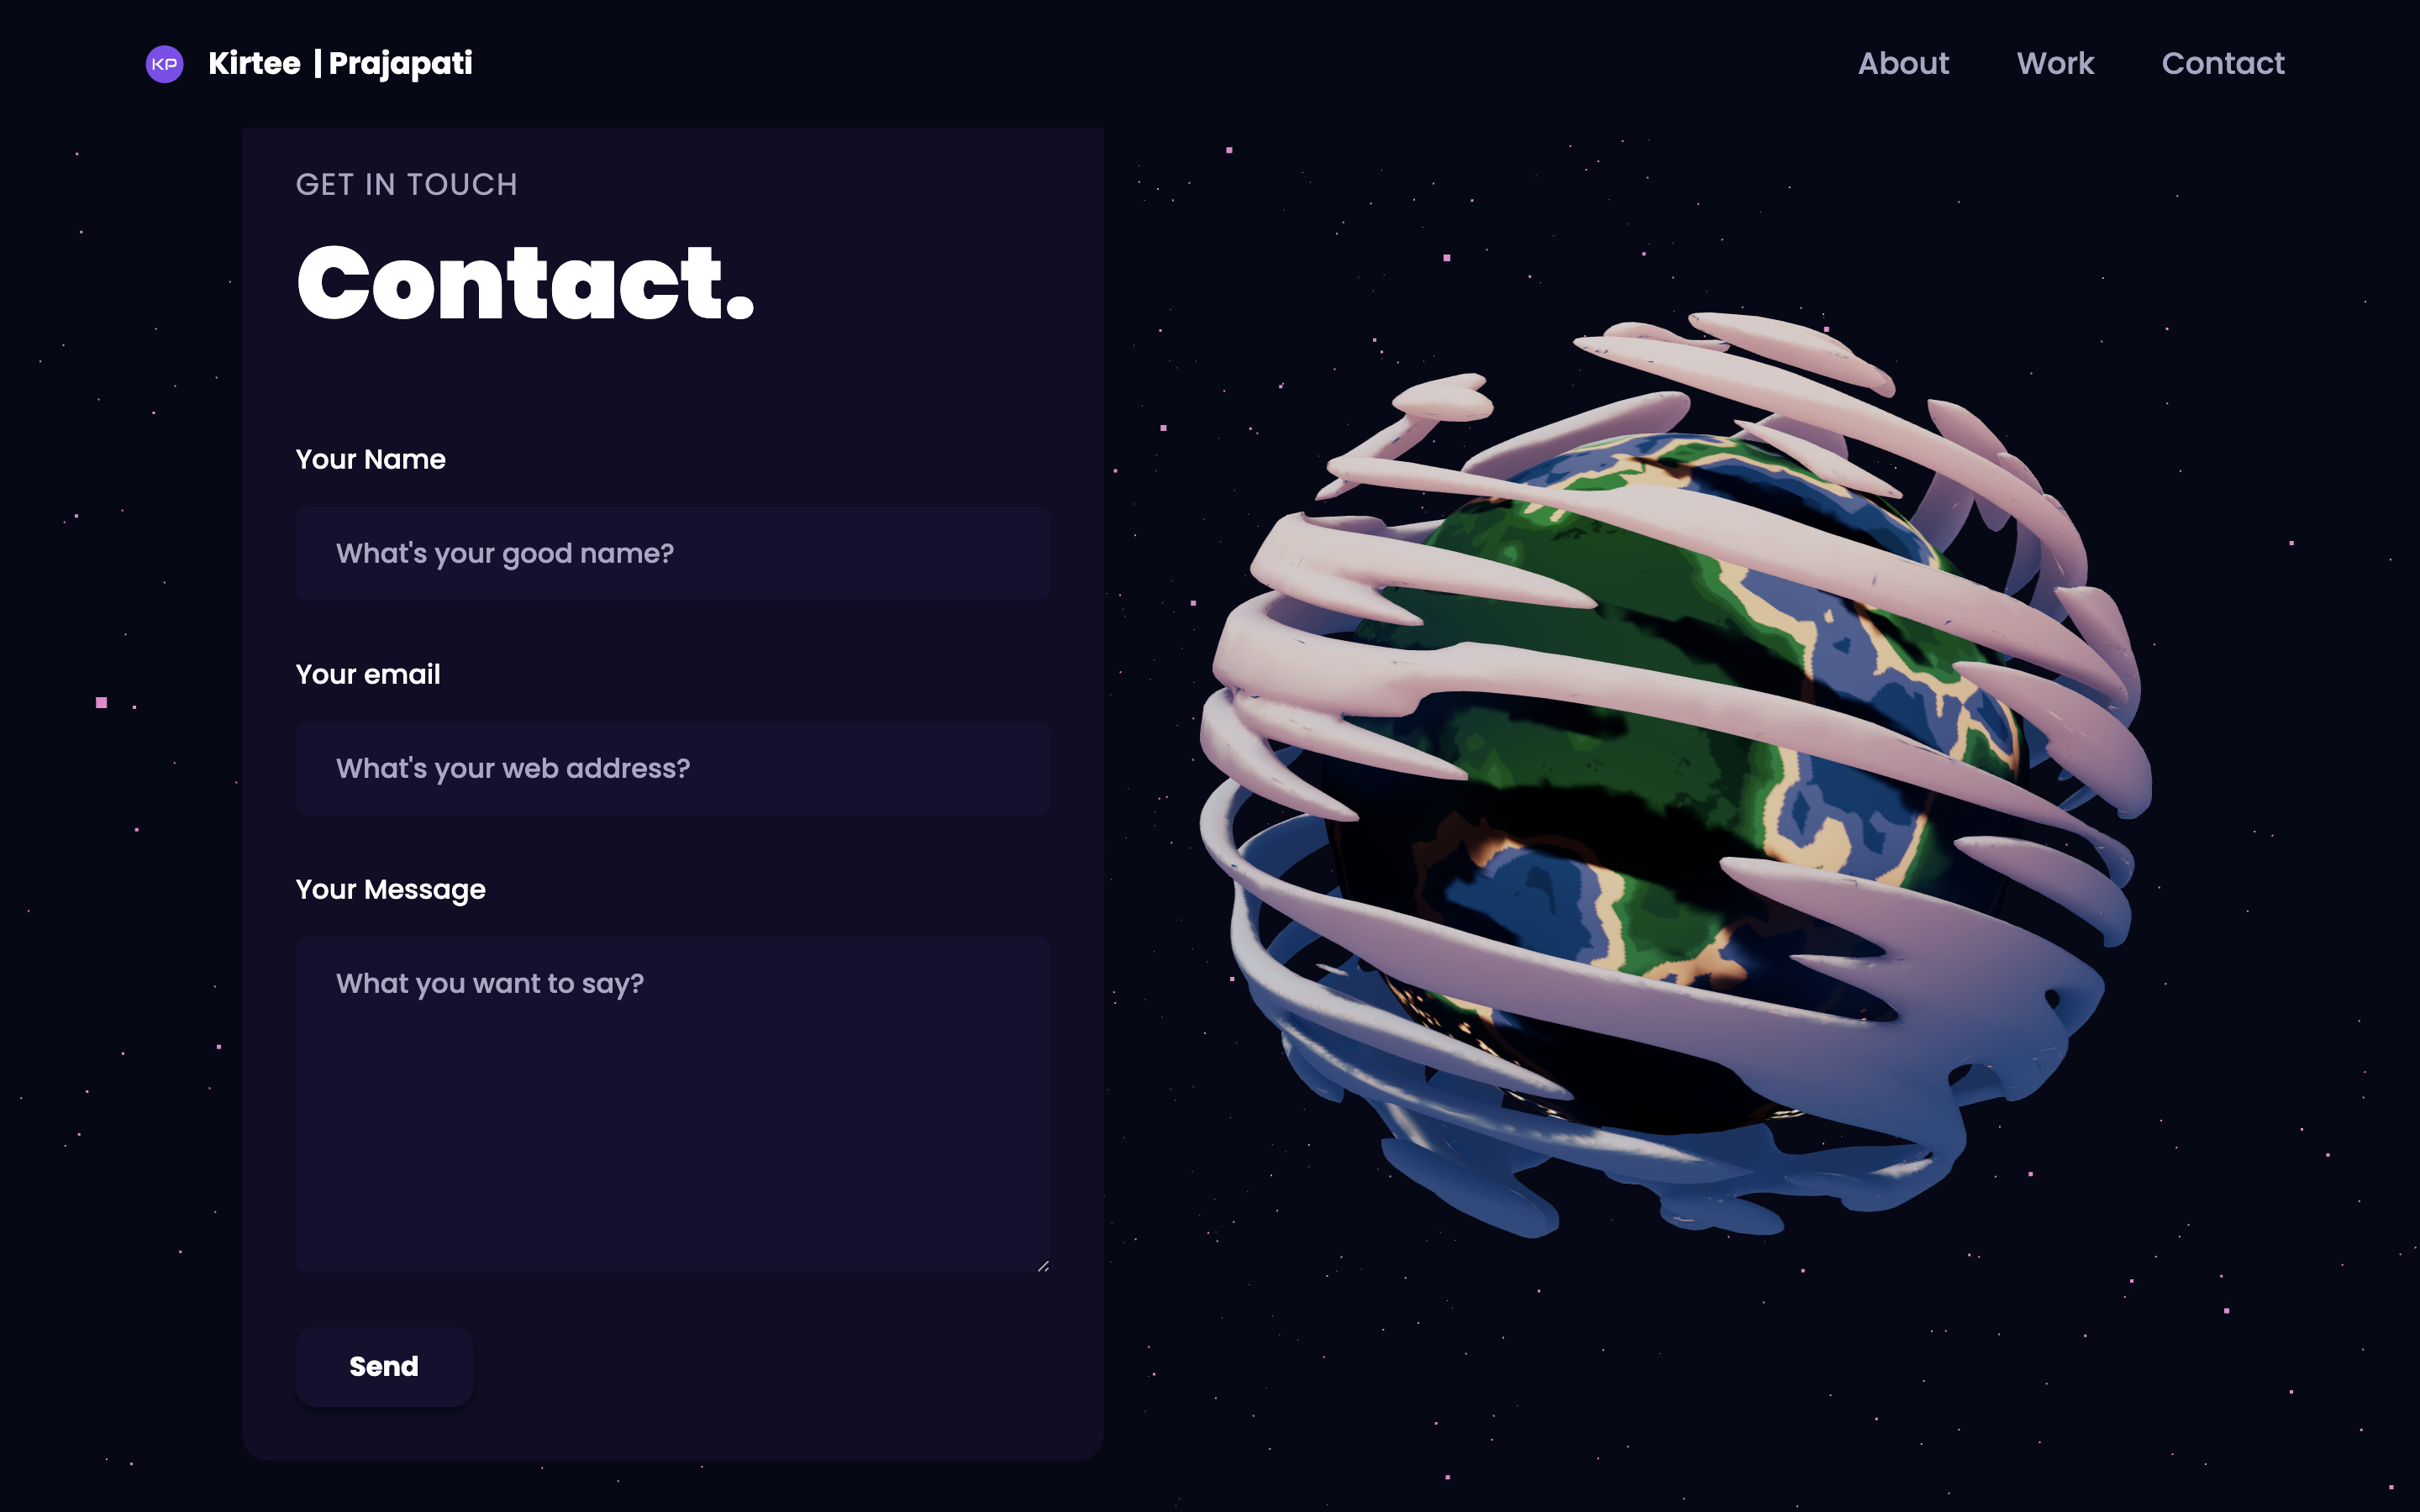 KP Kirtee | Prajapati
About Work Contact
GET IN TOUCH
Contact.
Your Name
What's your good name?
Your email
What's your web address?
Your Message
What you want to say?
Send